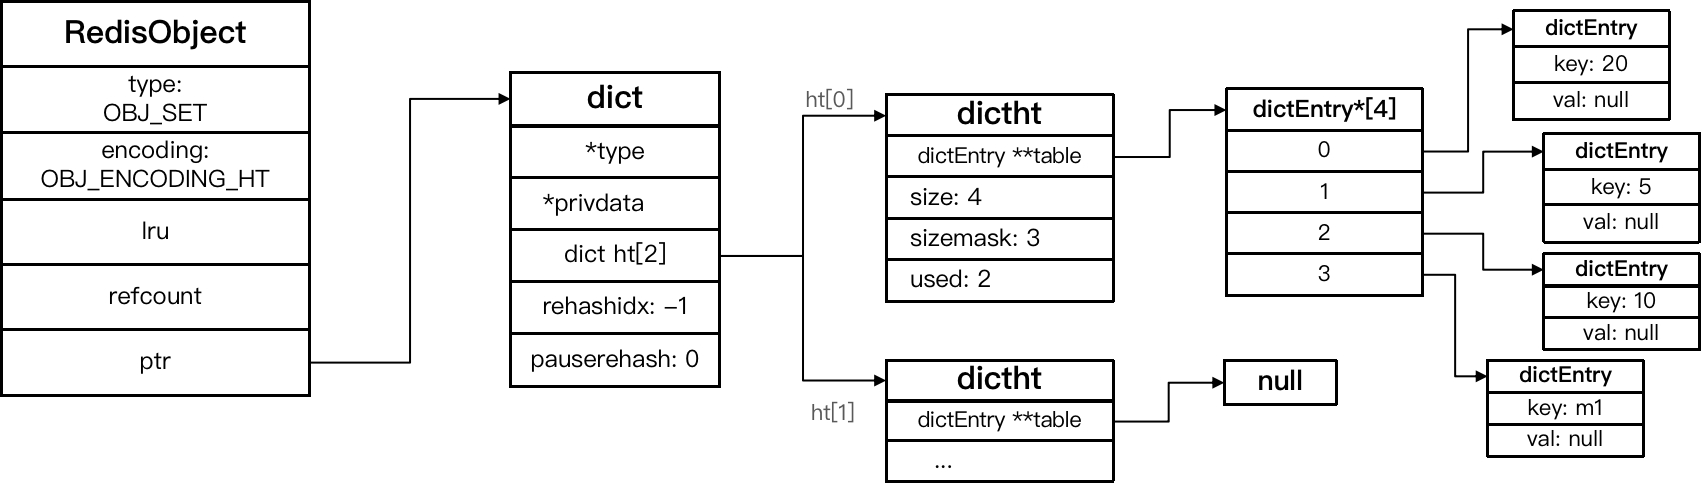 RedisObject
type:
OBJ_SET
encoding:
OBJ_ENCODING_HT
lru
refcount
ptr
dict
*type
*privdata
dict ht[2]
rehashidx: -1
pauserehash: 0
ht[0]
dictht
dictEntry **table
size: 4
sizemask: 3
used: 2
ht[1]
dictht
dictEntry **table
...
dictEntry*[4]
0
1
2
3
null
dictEntry
key: 20
val: null
dictEntry
key: 5
val: null
dictEntry
key: 10
val: null
dictEntry
key: m1
val: null